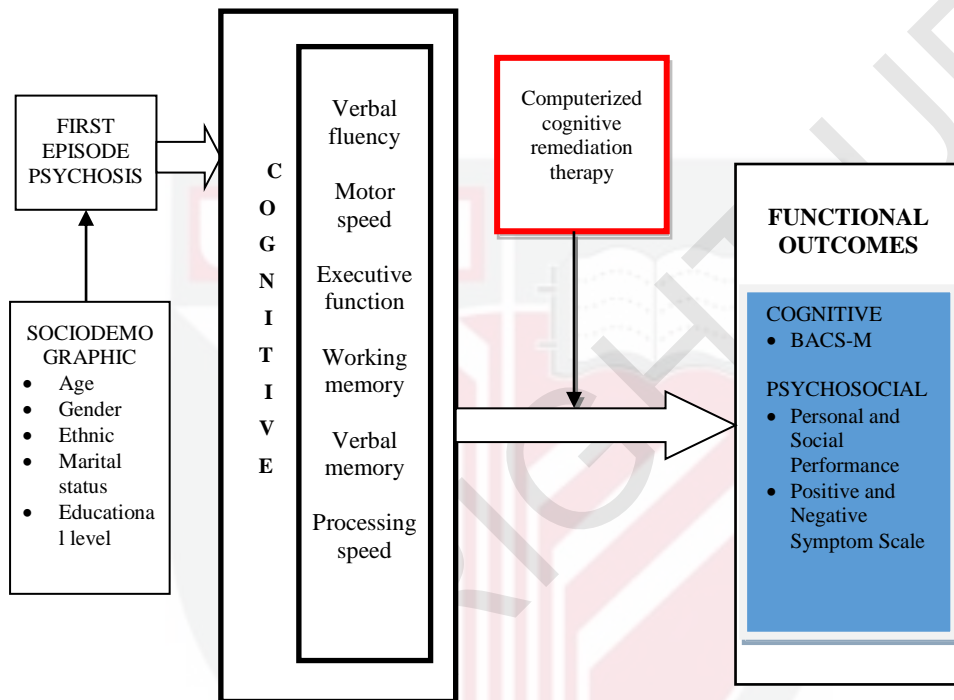 FIRST
EPISODE
PSYCHOSIS
SOCIODEMO
GRAPHIC
• Age
• Gender
• Ethnic
• Marital
status
• Educationa
l level
C
O
G
N
I
T
I
V
E
Verbal
fluency
Motor
speed
Executive
function
Working
memory
Verbal
memory
Processing
speed
Computerized
cognitive
remediation
therapy
FUNCTIONAL
OUTCOMES
COGNITIVE
• BACS-M
PSYCHOSOCIAL
• Personal and
Social
Performance
• Positive and
Negative
Symptom Scale